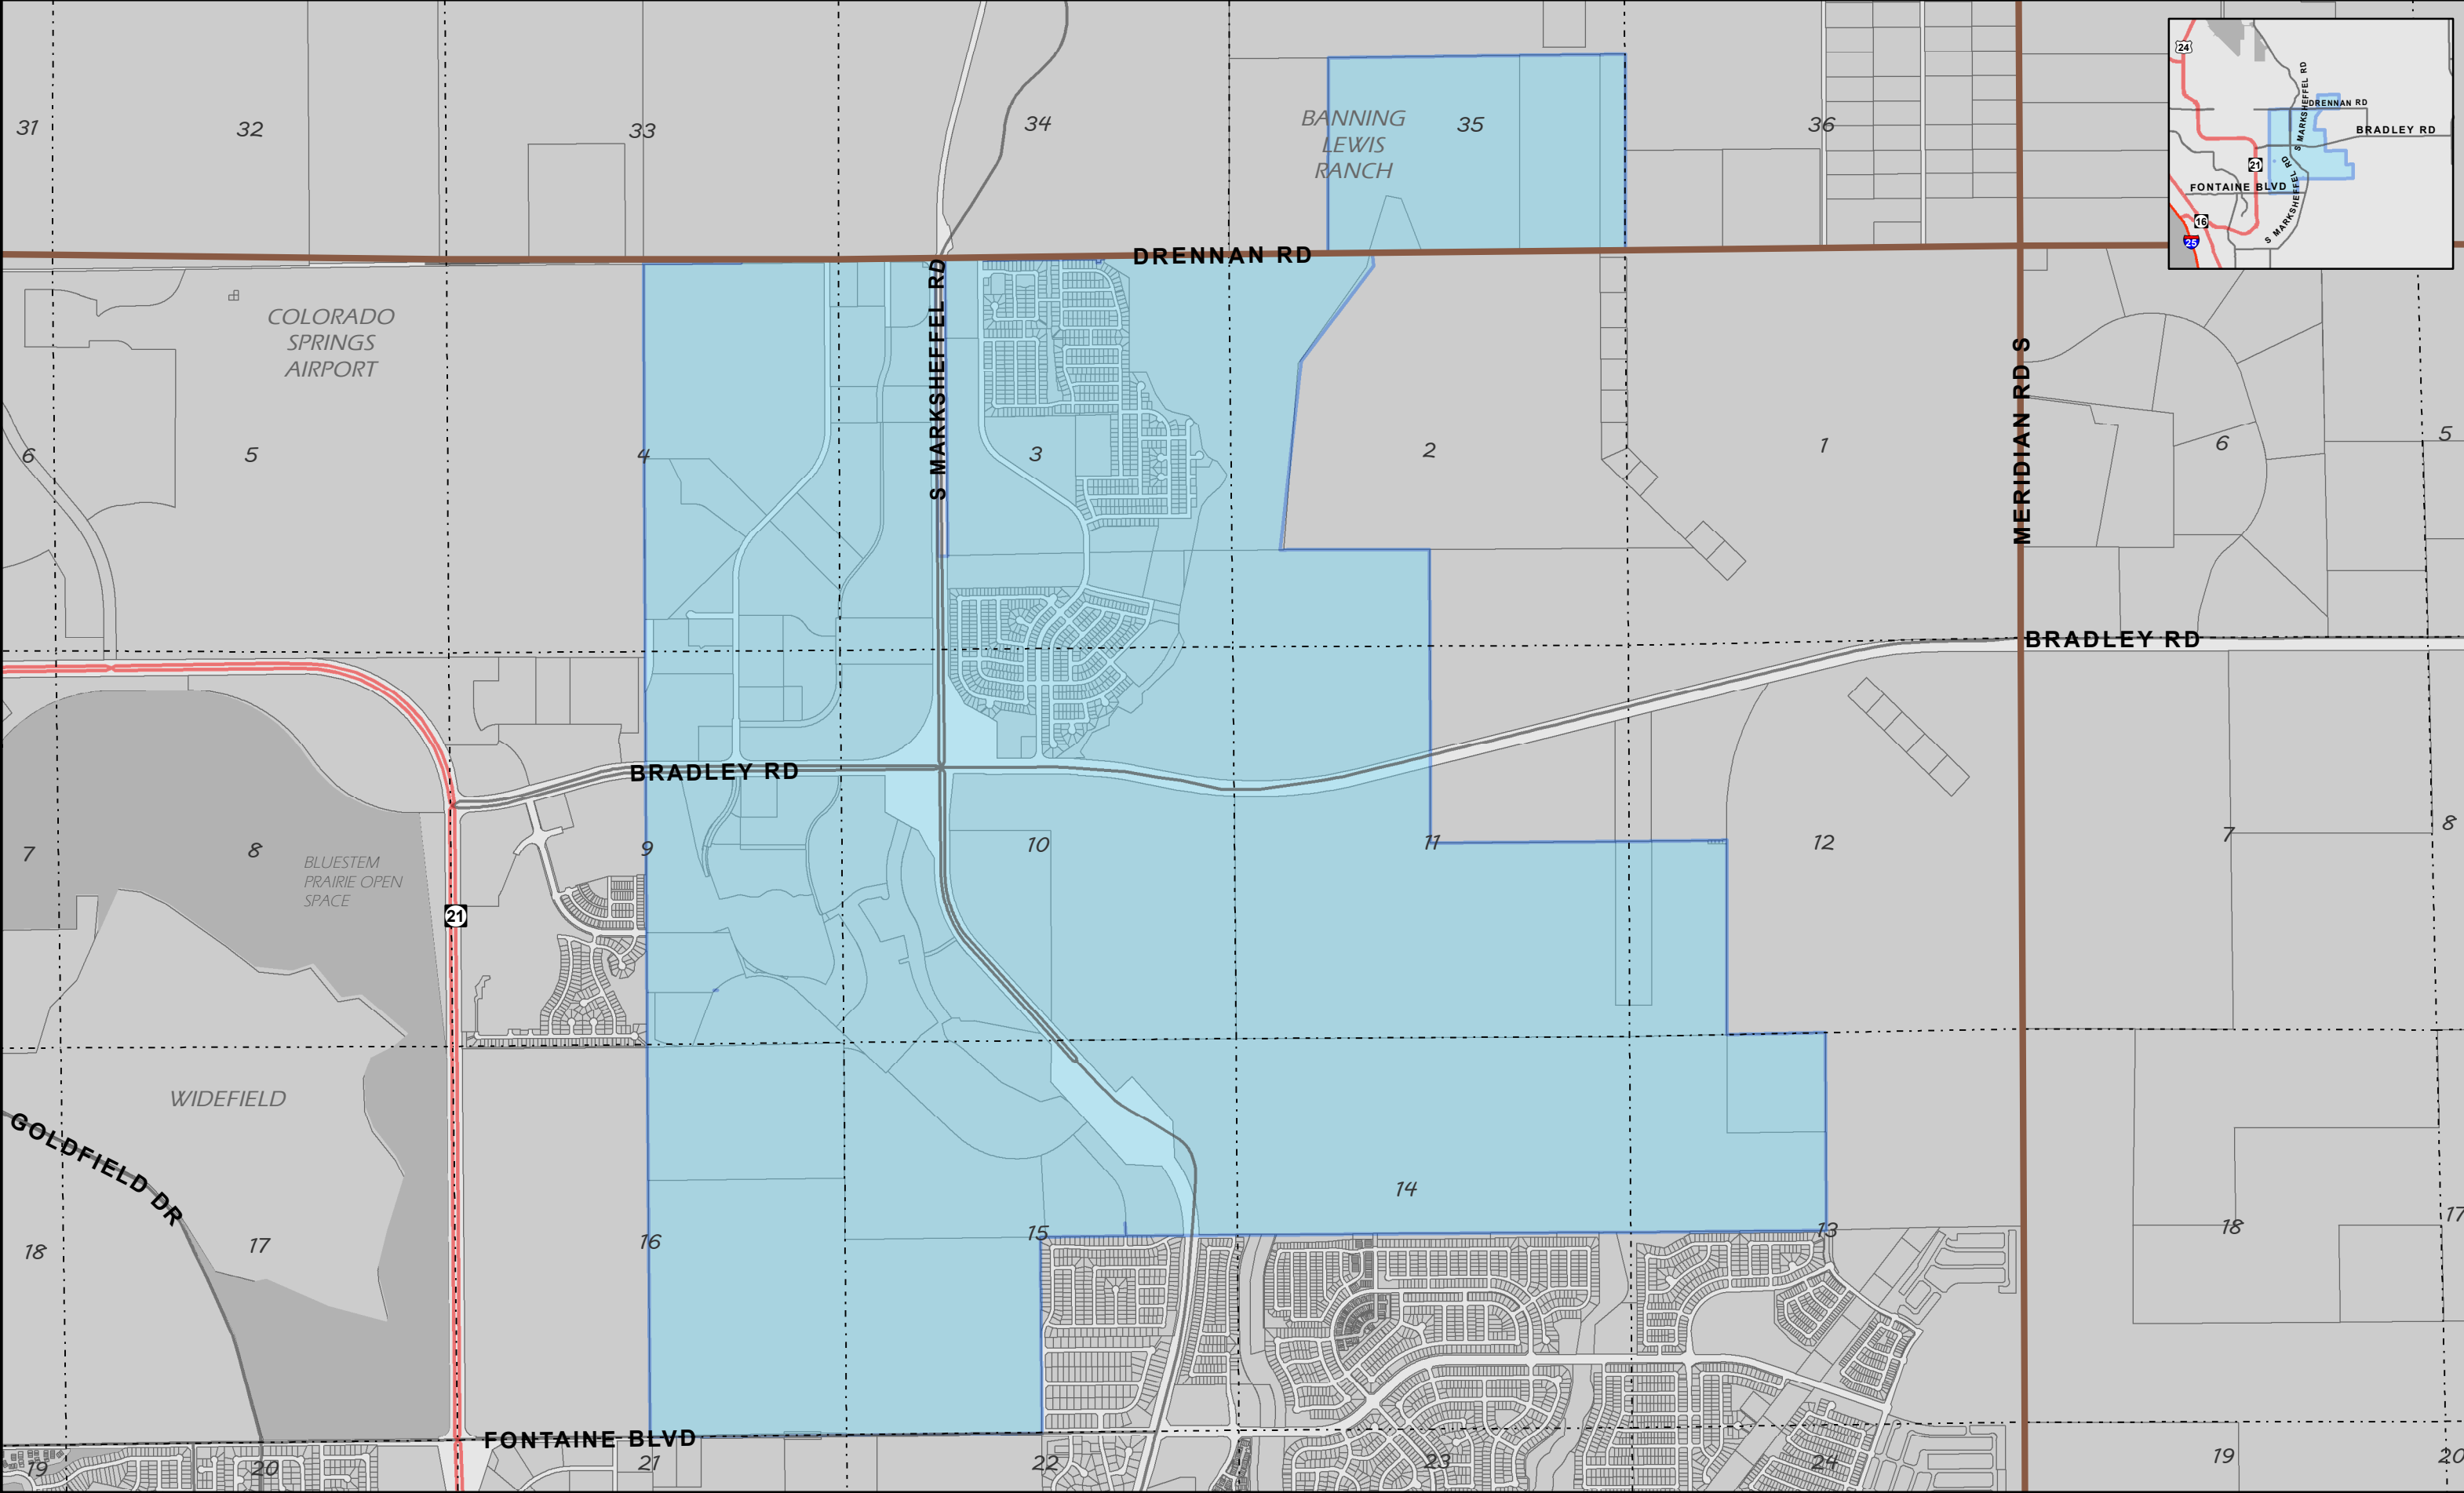 31
32
33
34
BANNING
LEWIS
RANCH
35
36
DRENNAN RD
COLORADO
SPRINGS
AIRPORT
S MARKSHEFFEL RD
MERIDIAN RD S
6
5
4
3
2
1
6
5
BRADLEY RD
BRADLEY RD
7
8
BLUESTEM
PRAIRIE OPEN
SPACE
21
9
10
11
12
7
8
WIDEFIELD
GOLDFIELD DR
18
17
16
15
14
13
18
17
FONTAINE BLVD
19
20
21
22
23
24
19
20
24
S MARKSHEFFEL RD
DRENNAN RD
BRADLEY RD
21
S MARKSHEFFEL RD
FONTAINE BLVD
16
25